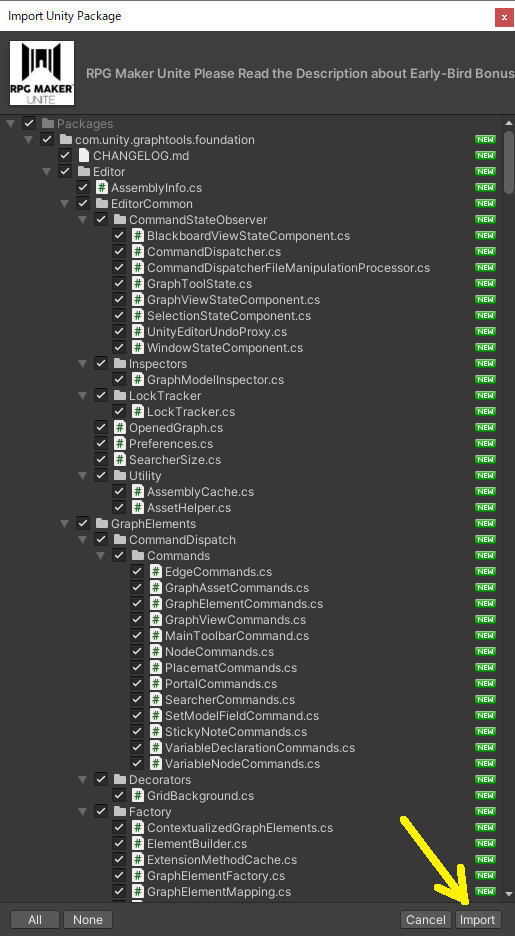 Import Unity Package
x
RPG MAKER
UNITE
RPG Maker Unite Please Read the Description about Early-Bird Bonus
Packages
com.unity.graphtools.foundation NEW
CHANGELOG.md NEW
Editor NEW
# AssemblyInfo.cs NEW
EditorCommon NEW
CommandStateObserver NEW
# BlackboardViewStateComponent.cs NEW
# CommandDispatcher.cs NEW
# CommandDispatcherFileManipulationProcessor.cs NEW
# GraphToolState.cs NEW
# GraphViewStateComponent.cs NEW
# SelectionStateComponent.cs NEW
# UnityEditorUndoProxy.cs NEW
# WindowStateComponent.cs NEW
Inspectors NEW
# GraphModelInspector.cs NEW
LockTracker NEW
# LockTracker.cs NEW
# OpenedGraph.cs NEW
# Preferences.cs NEW
# SearcherSize.cs NEW
Utility NEW
# AssemblyCache.cs NEW
# AssetHelper.cs NEW
GraphElements NEW
CommandDispatch NEW
Commands NEW
# EdgeCommands.cs NEW
# GraphAssetCommands.cs NEW
# GraphElementCommands.cs NEW
# GraphViewCommands.cs NEW
# MainToolbarCommand.cs NEW
# NodeCommands.cs NEW
# PlacematCommands.cs NEW
# PortalCommands.cs NEW
# SearcherCommands.cs NEW
# SetModelFieldCommand.cs NEW
# StickyNoteCommands.cs NEW
# VariableDeclarationCommands.cs NEW
# VariableNodeCommands.cs NEW
Decorators NEW
# GridBackground.cs NEW
Factory NEW
# ContextualizedGraphElements.cs NEW
# ElementBuilder.cs NEW
# ExtensionMethodCache.cs NEW
# GraphElementFactory.cs NEW
# GraphElementMapping.cs NEW
All None Cancel Import